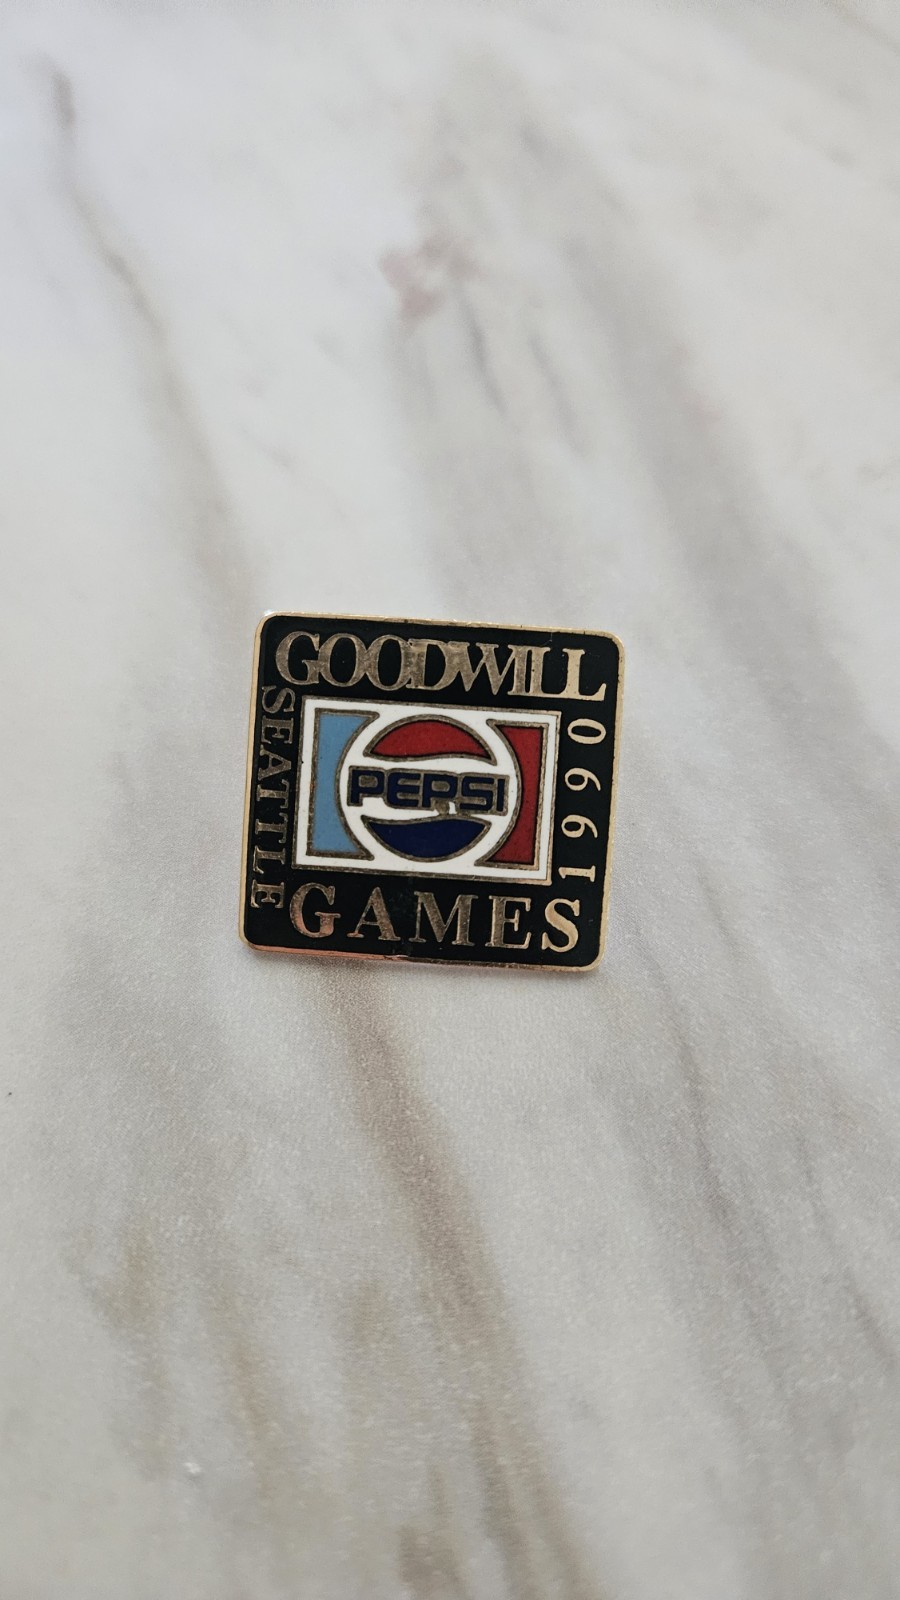 GOODWILL
SEATTLE
PEPSI
1990
GAMES